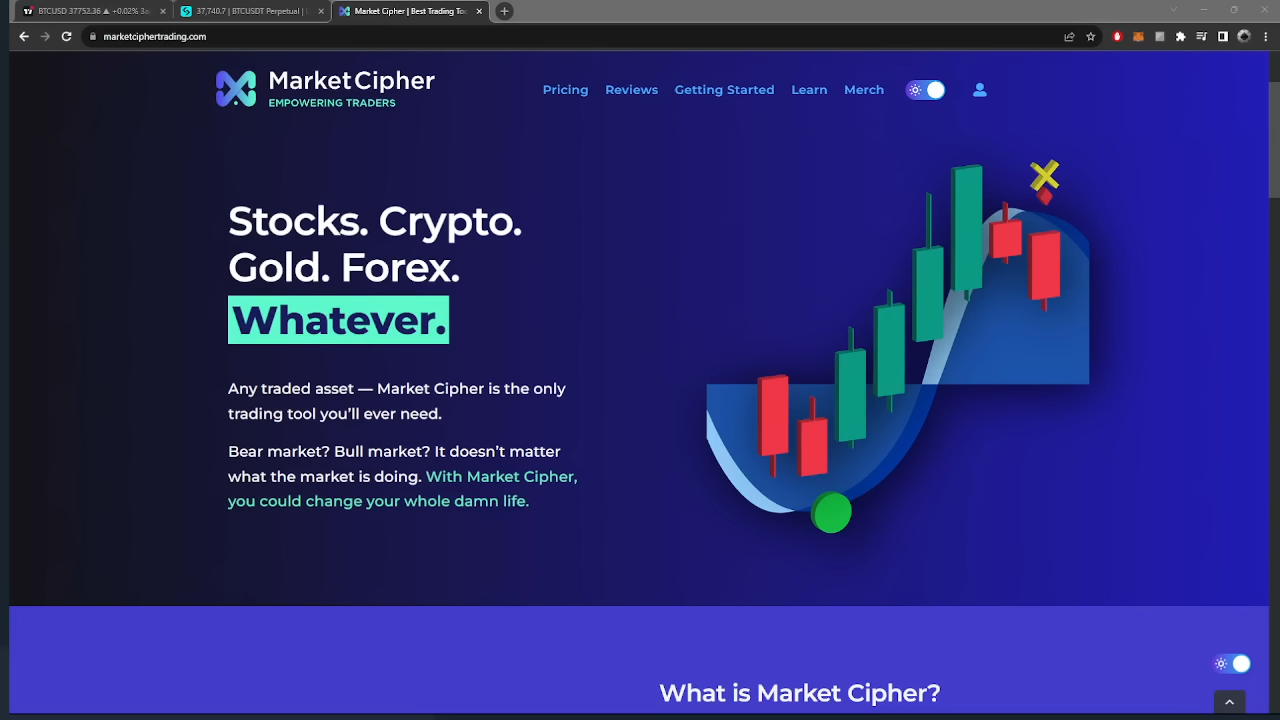 BTCUSD 37752.36 ▲ +0.02%
37,740.7 | BTCUSDT Perpetual |
Market Cipher | Best Trading To
marketciphertrading.com
Market Cipher
EMPOWERING TRADERS
Pricing
Reviews
Getting Started
Learn
Merch
Stocks. Crypto.
Gold. Forex.
Whatever.
Any traded asset — Market Cipher is the only
trading tool you’ll ever need.
Bear market? Bull market? It doesn’t matter
what the market is doing. With Market Cipher,
you could change your whole damn life.
What is Market Cipher?